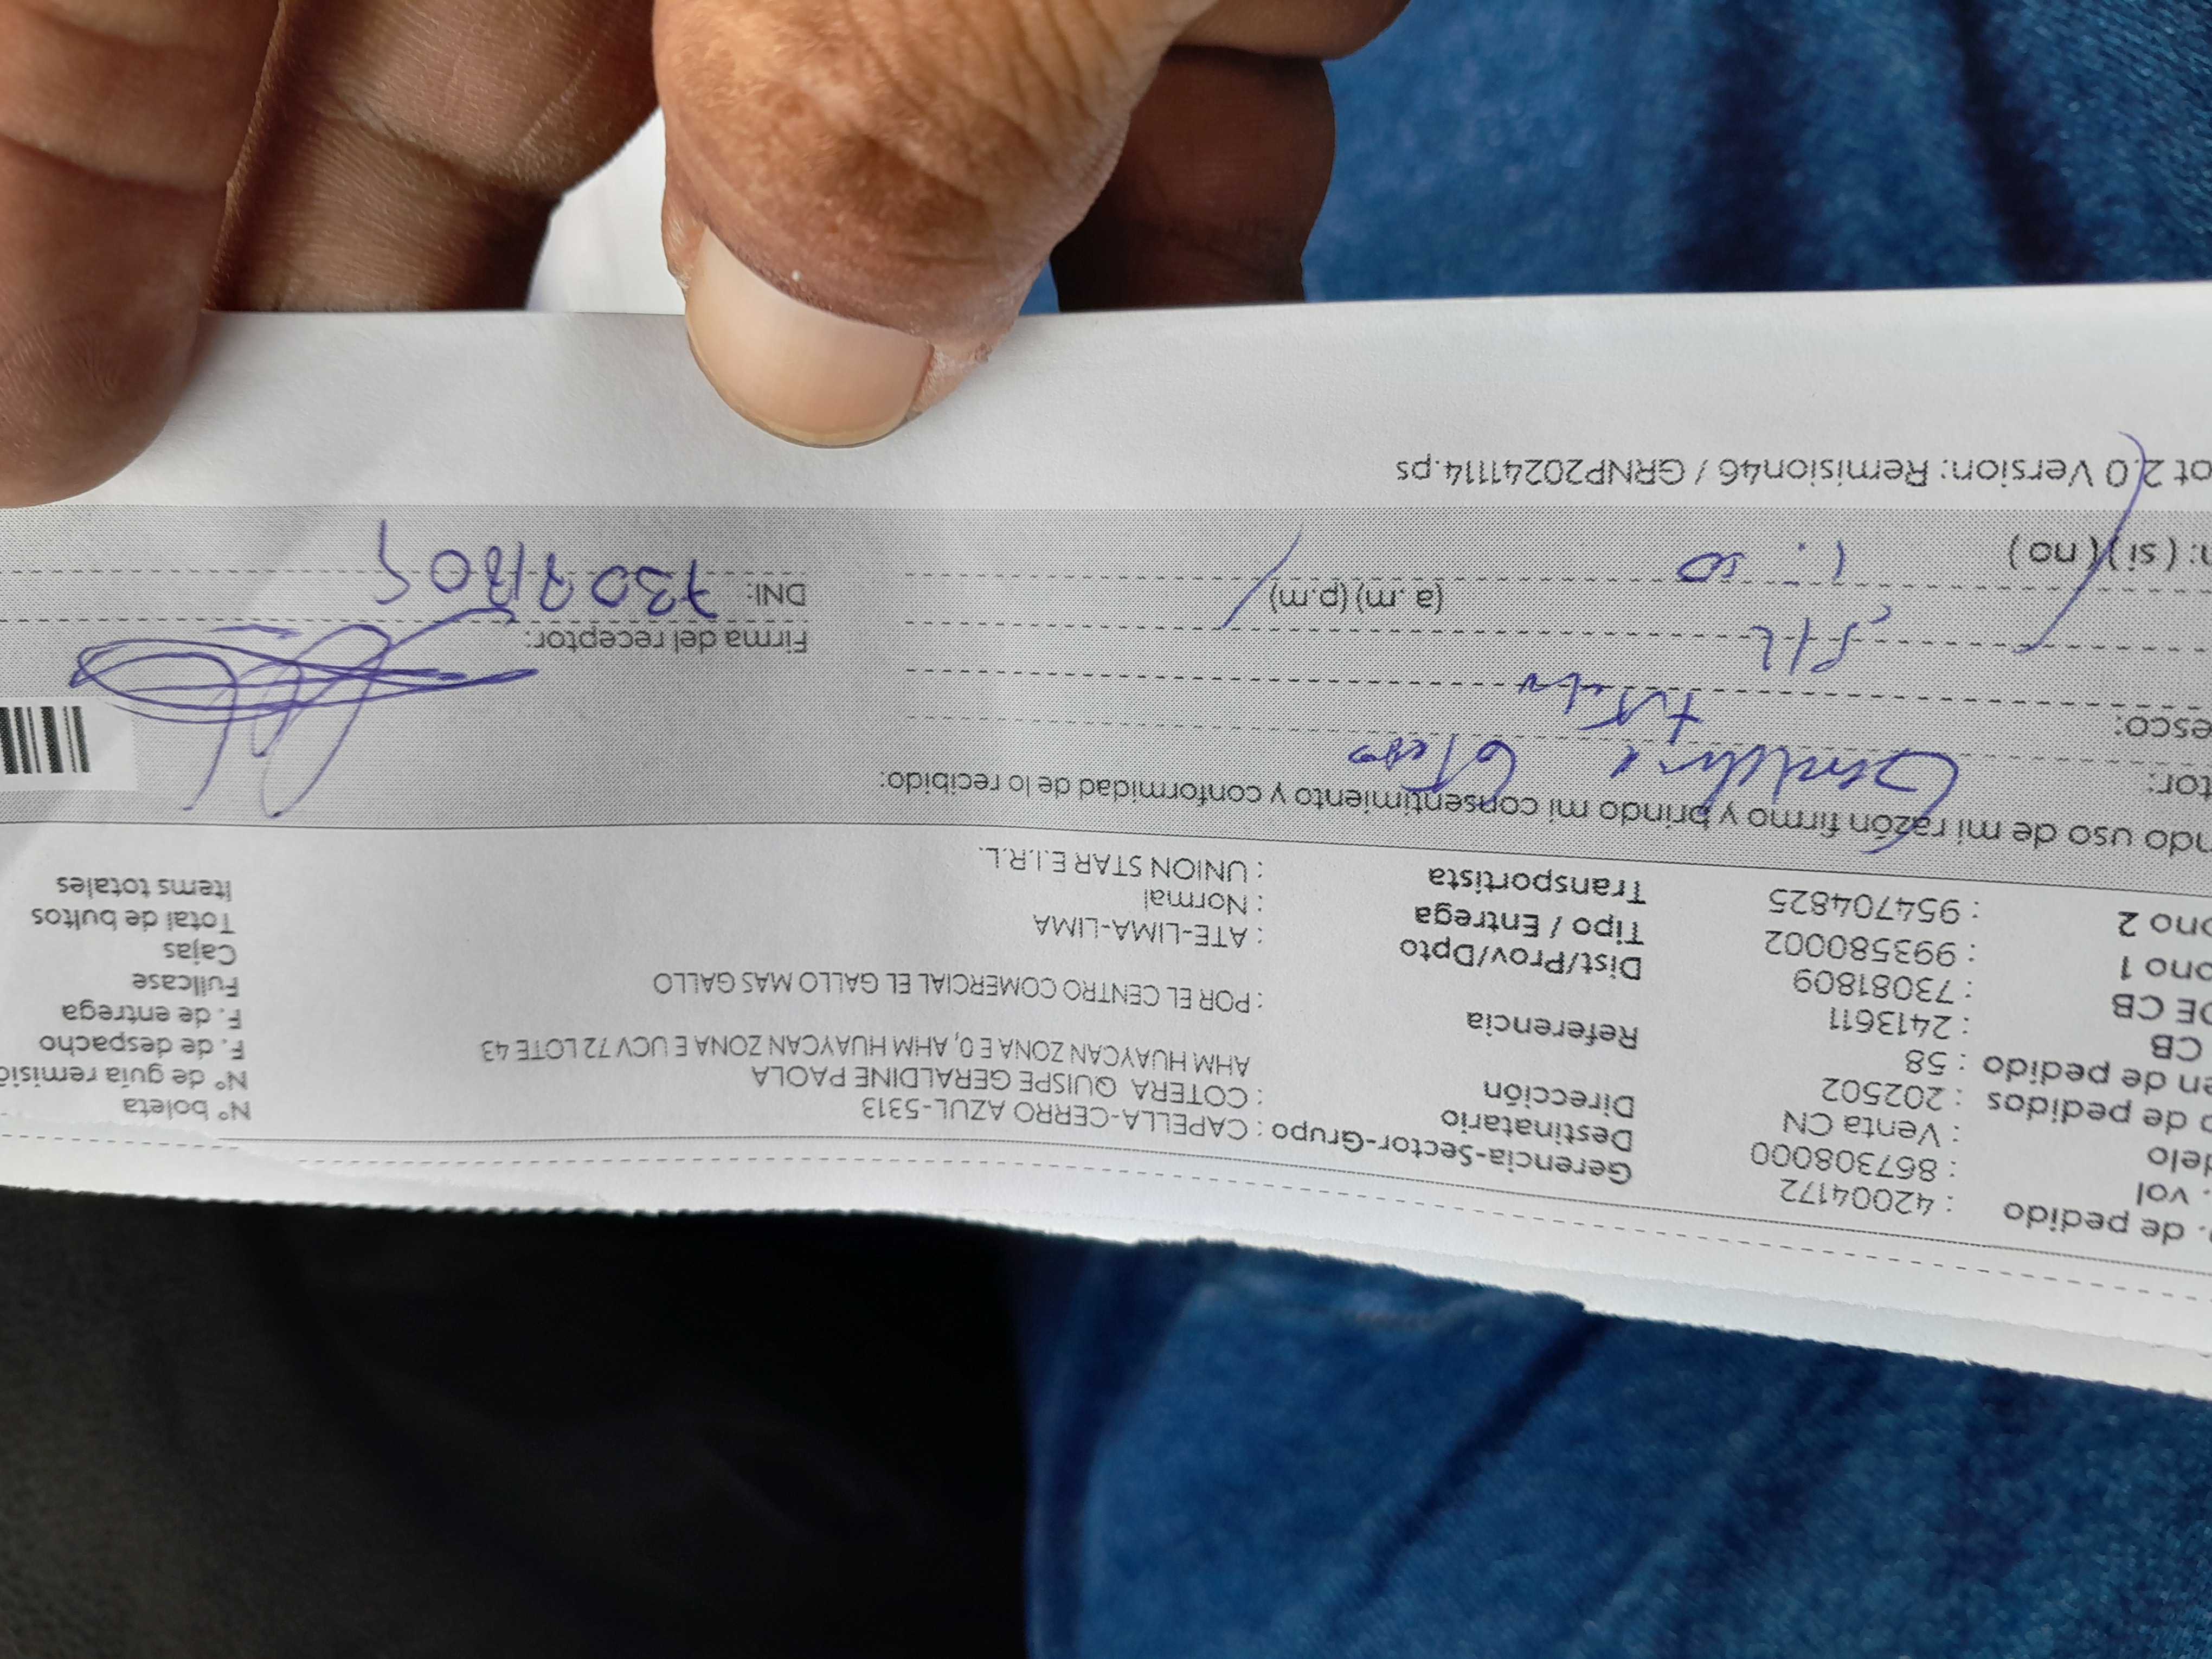 . de pedido : 42004172 Gerencia-Sector-Grupo : CAPELLA-CERRO AZUL-5313 N° boleta
. vol : 867308000 Destinatario : COTERA QUISPE GERALDINE PAOLA N° de guía remisió
delo : Venta CN Dirección AHM HUAYCAN ZONA E 0, AHM HUAYCAN ZONA E UCV 72 LOTE 43 F. de despacho
o de pedidos : 202502 F. de entrega
en de pedido : 58 Referencia : POR EL CENTRO COMERCIAL EL GALLO MAS GALLO Fullcase
CB : 2413611 Cajas
DE CB : 73081809 Dist/Prov/Dpto : ATE-LIMA-LIMA Total de bultos
ono 1 : 993580002 Tipo / Entrega : Normal Items totales
ono 2 : 954704825 Transportista : UNION STAR E.I.R.L.
ndo uso de mi razón firmo y brindo mi consentimiento y conformidad de lo recibido:
tor:
esco:
Firma del receptor:
n: ( si ) ( no ) (a. m) (p.m) DNI:
ot 2.0 Version: Remision46 / GRNP20241114.ps